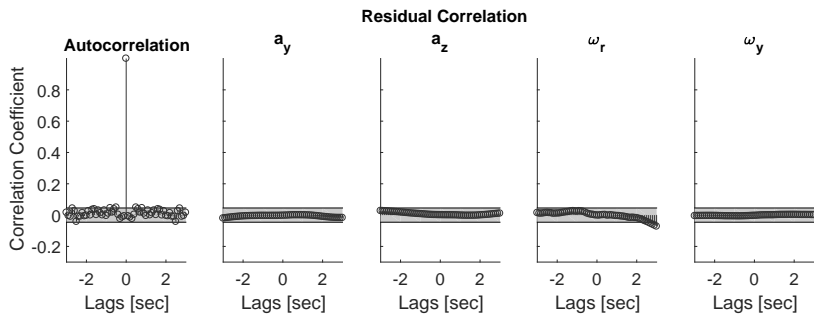 Residual Correlation
Autocorrelation
a_y
a_z
ω_r
ω_y
Correlation Coefficient
0.8
0.6
0.4
0.2
0
-0.2
-2 0 2
-2 0 2
-2 0 2
-2 0 2
-2 0 2
Lags [sec]
Lags [sec]
Lags [sec]
Lags [sec]
Lags [sec]